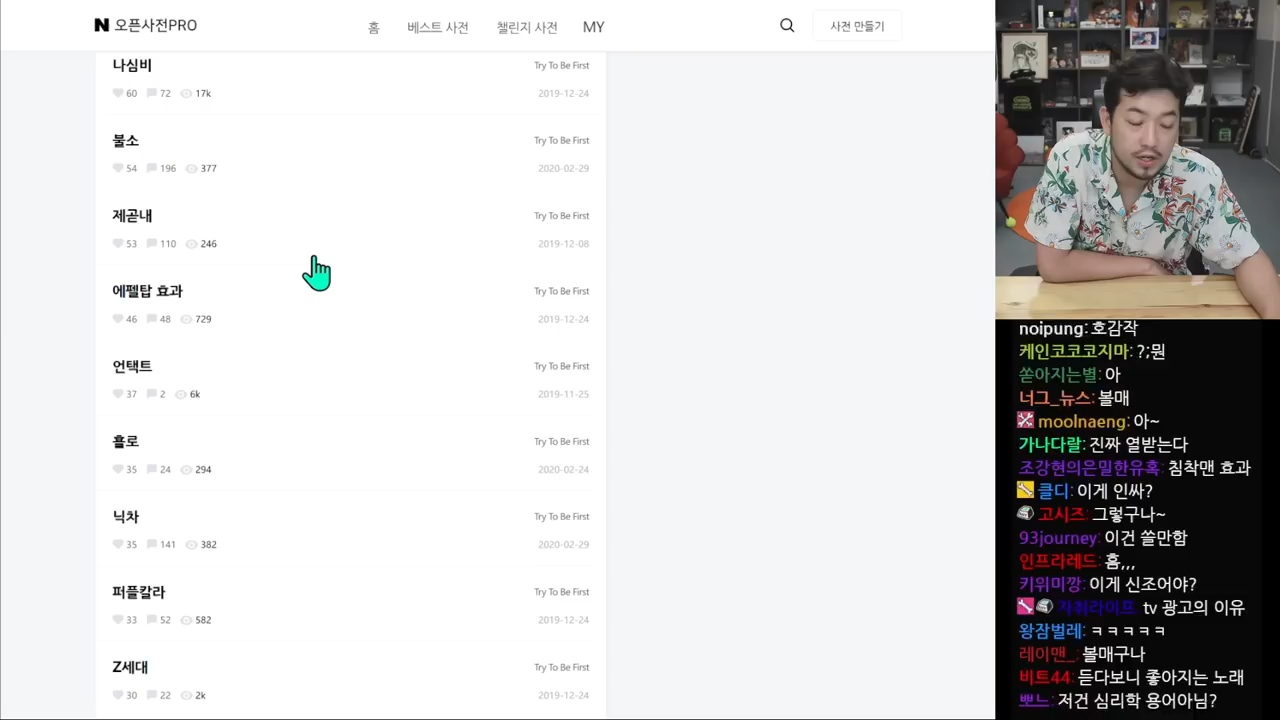 N 오픈사전PRO
홈 베스트 사전 챌린지 사전 MY
사전 만들기
나심비 Try To Be First
60 72 17k 2019-12-24
불소 Try To Be First
54 196 377 2020-02-29
제곧내 Try To Be First
53 110 246 2019-12-08
에펠탑 효과 Try To Be First
46 48 729 2019-12-24
언택트 Try To Be First
37 2 6k 2019-11-25
횰로 Try To Be First
35 24 294 2020-02-24
닉차 Try To Be First
35 141 382 2020-02-29
퍼플칼라 Try To Be First
33 52 582 2019-12-24
Z세대 Try To Be First
30 22 2k 2019-12-24
noipung: 호감작
케인코코코지마: ?;뭔
쏟아지는별: 아
너그_뉴스: 볼매
moolnaeng: 아~
가나다랄: 진짜 열받는다
조강현의은밀한유혹: 침착맨 효과
클디: 이게 인싸?
고시즈: 그렇구나~
93journey: 이건 쓸만함
인프리레드: 흠,,,
키위미깡: 이게 신조어야?
자취라이프: tv 광고의 이유
왕잠벌레: ㅋㅋㅋㅋㅋ
레이맨_: 볼매구나
비트44: 듣다보니 좋아지는 노래
뽀느: 저건 심리학 용어아님?